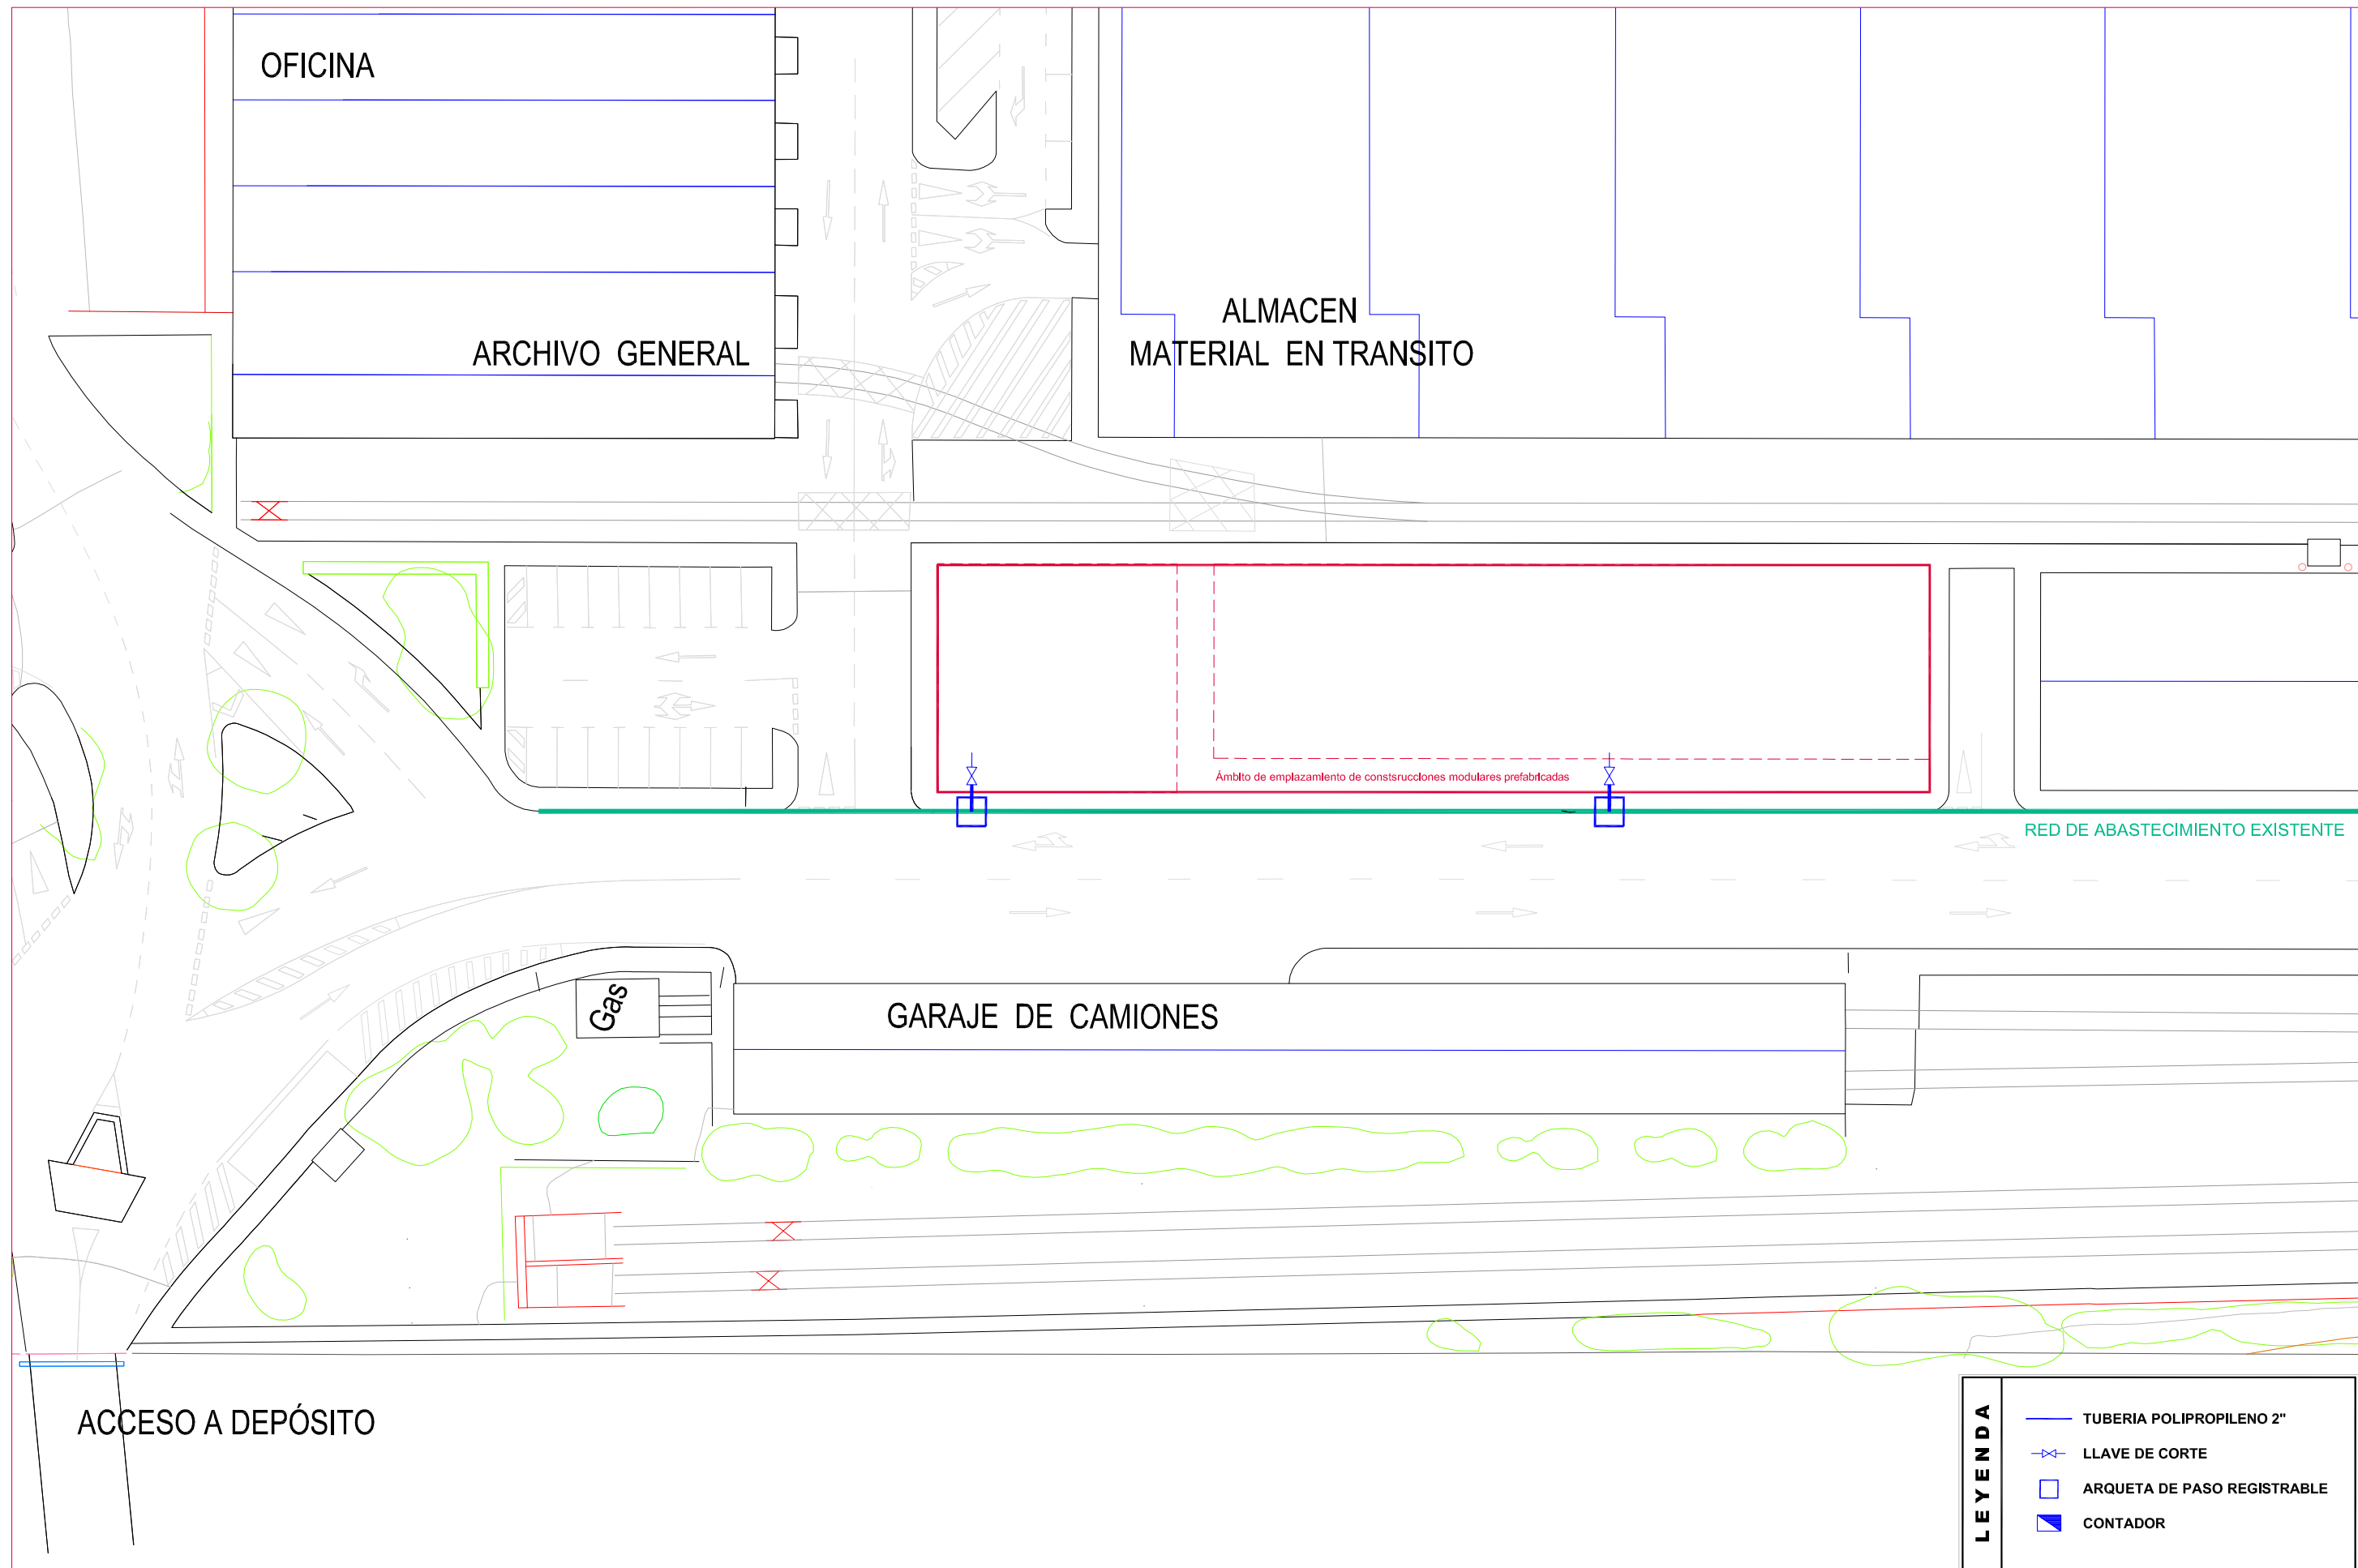 OFICINA
ARCHIVO GENERAL
ALMACEN
MATERIAL EN TRANSITO
Ámbito de emplazamiento de constsrucciones modulares prefabricadas
RED DE ABASTECIMIENTO EXISTENTE
Gas
GARAJE DE CAMIONES
ACCESO A DEPÓSITO
LEYENDA
TUBERIA POLIPROPILENO 2"
LLAVE DE CORTE
ARQUETA DE PASO REGISTRABLE
CONTADOR